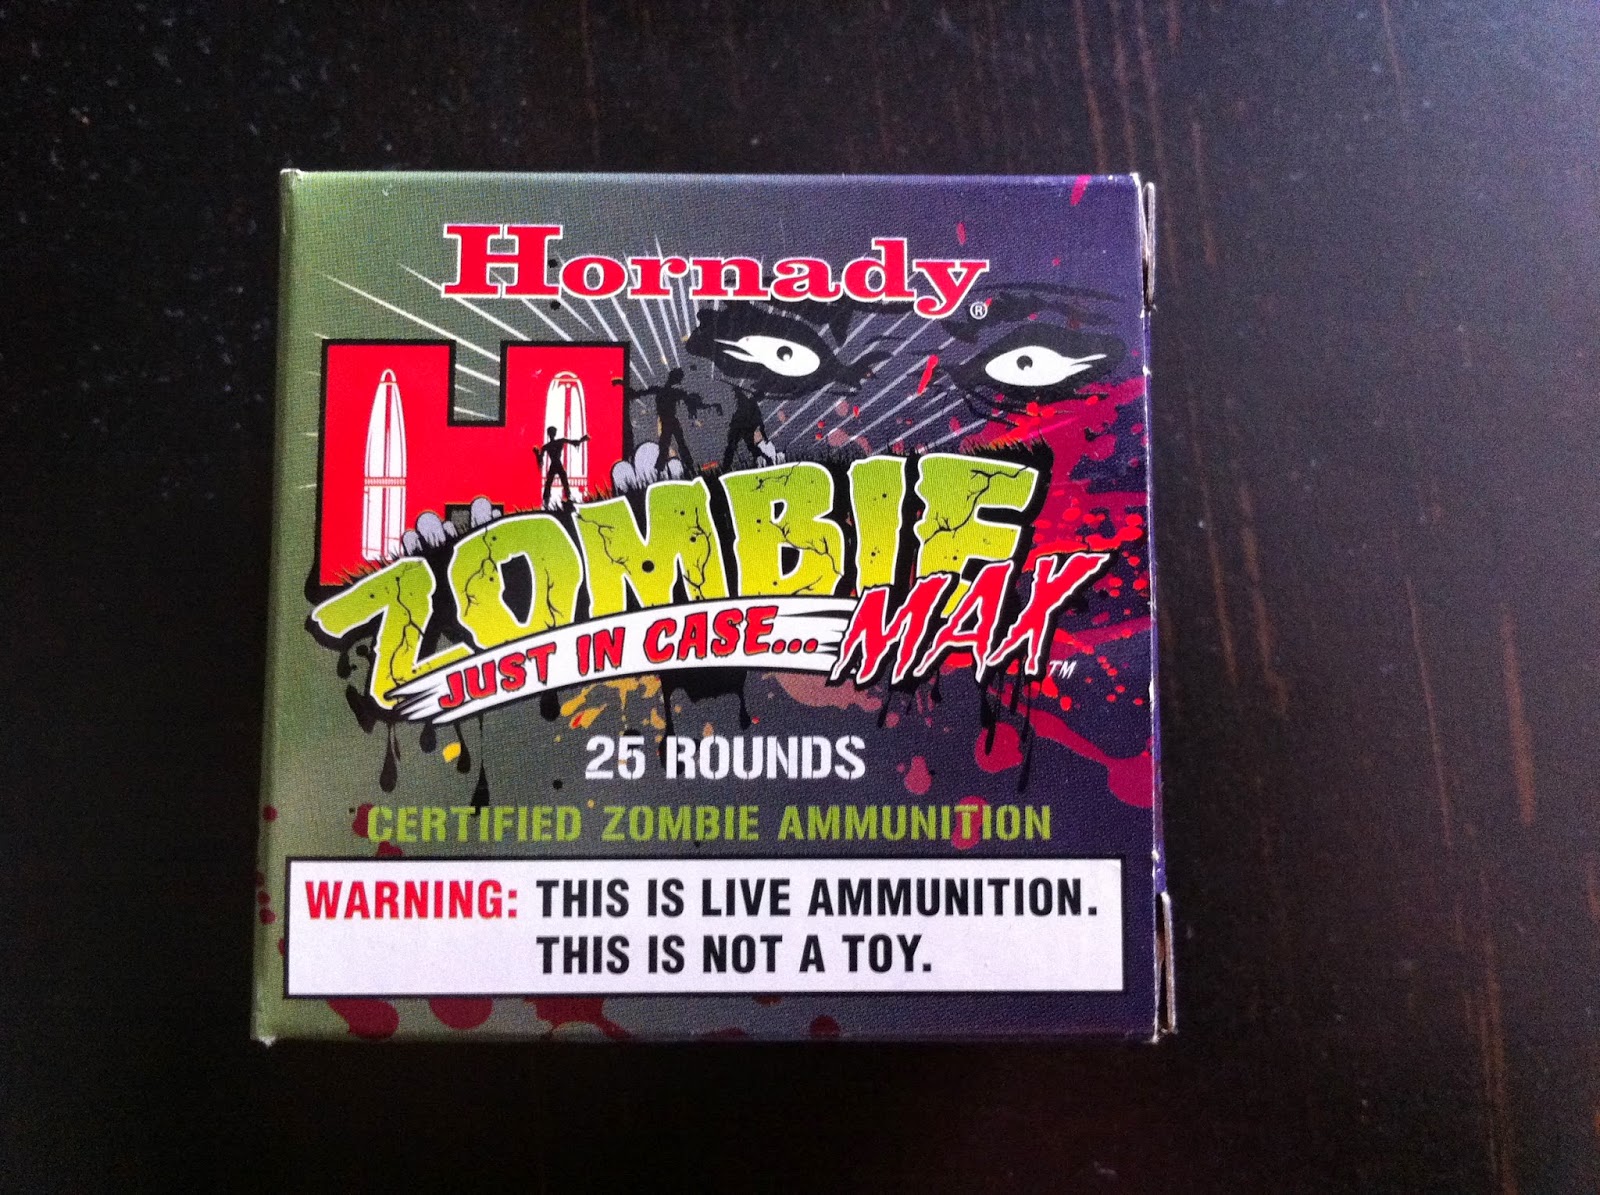 Hornady®
H
ZOMBIE
JUST IN CASE... MAX™
25 ROUNDS
CERTIFIED ZOMBIE AMMUNITION
WARNING: THIS IS LIVE AMMUNITION.
THIS IS NOT A TOY.